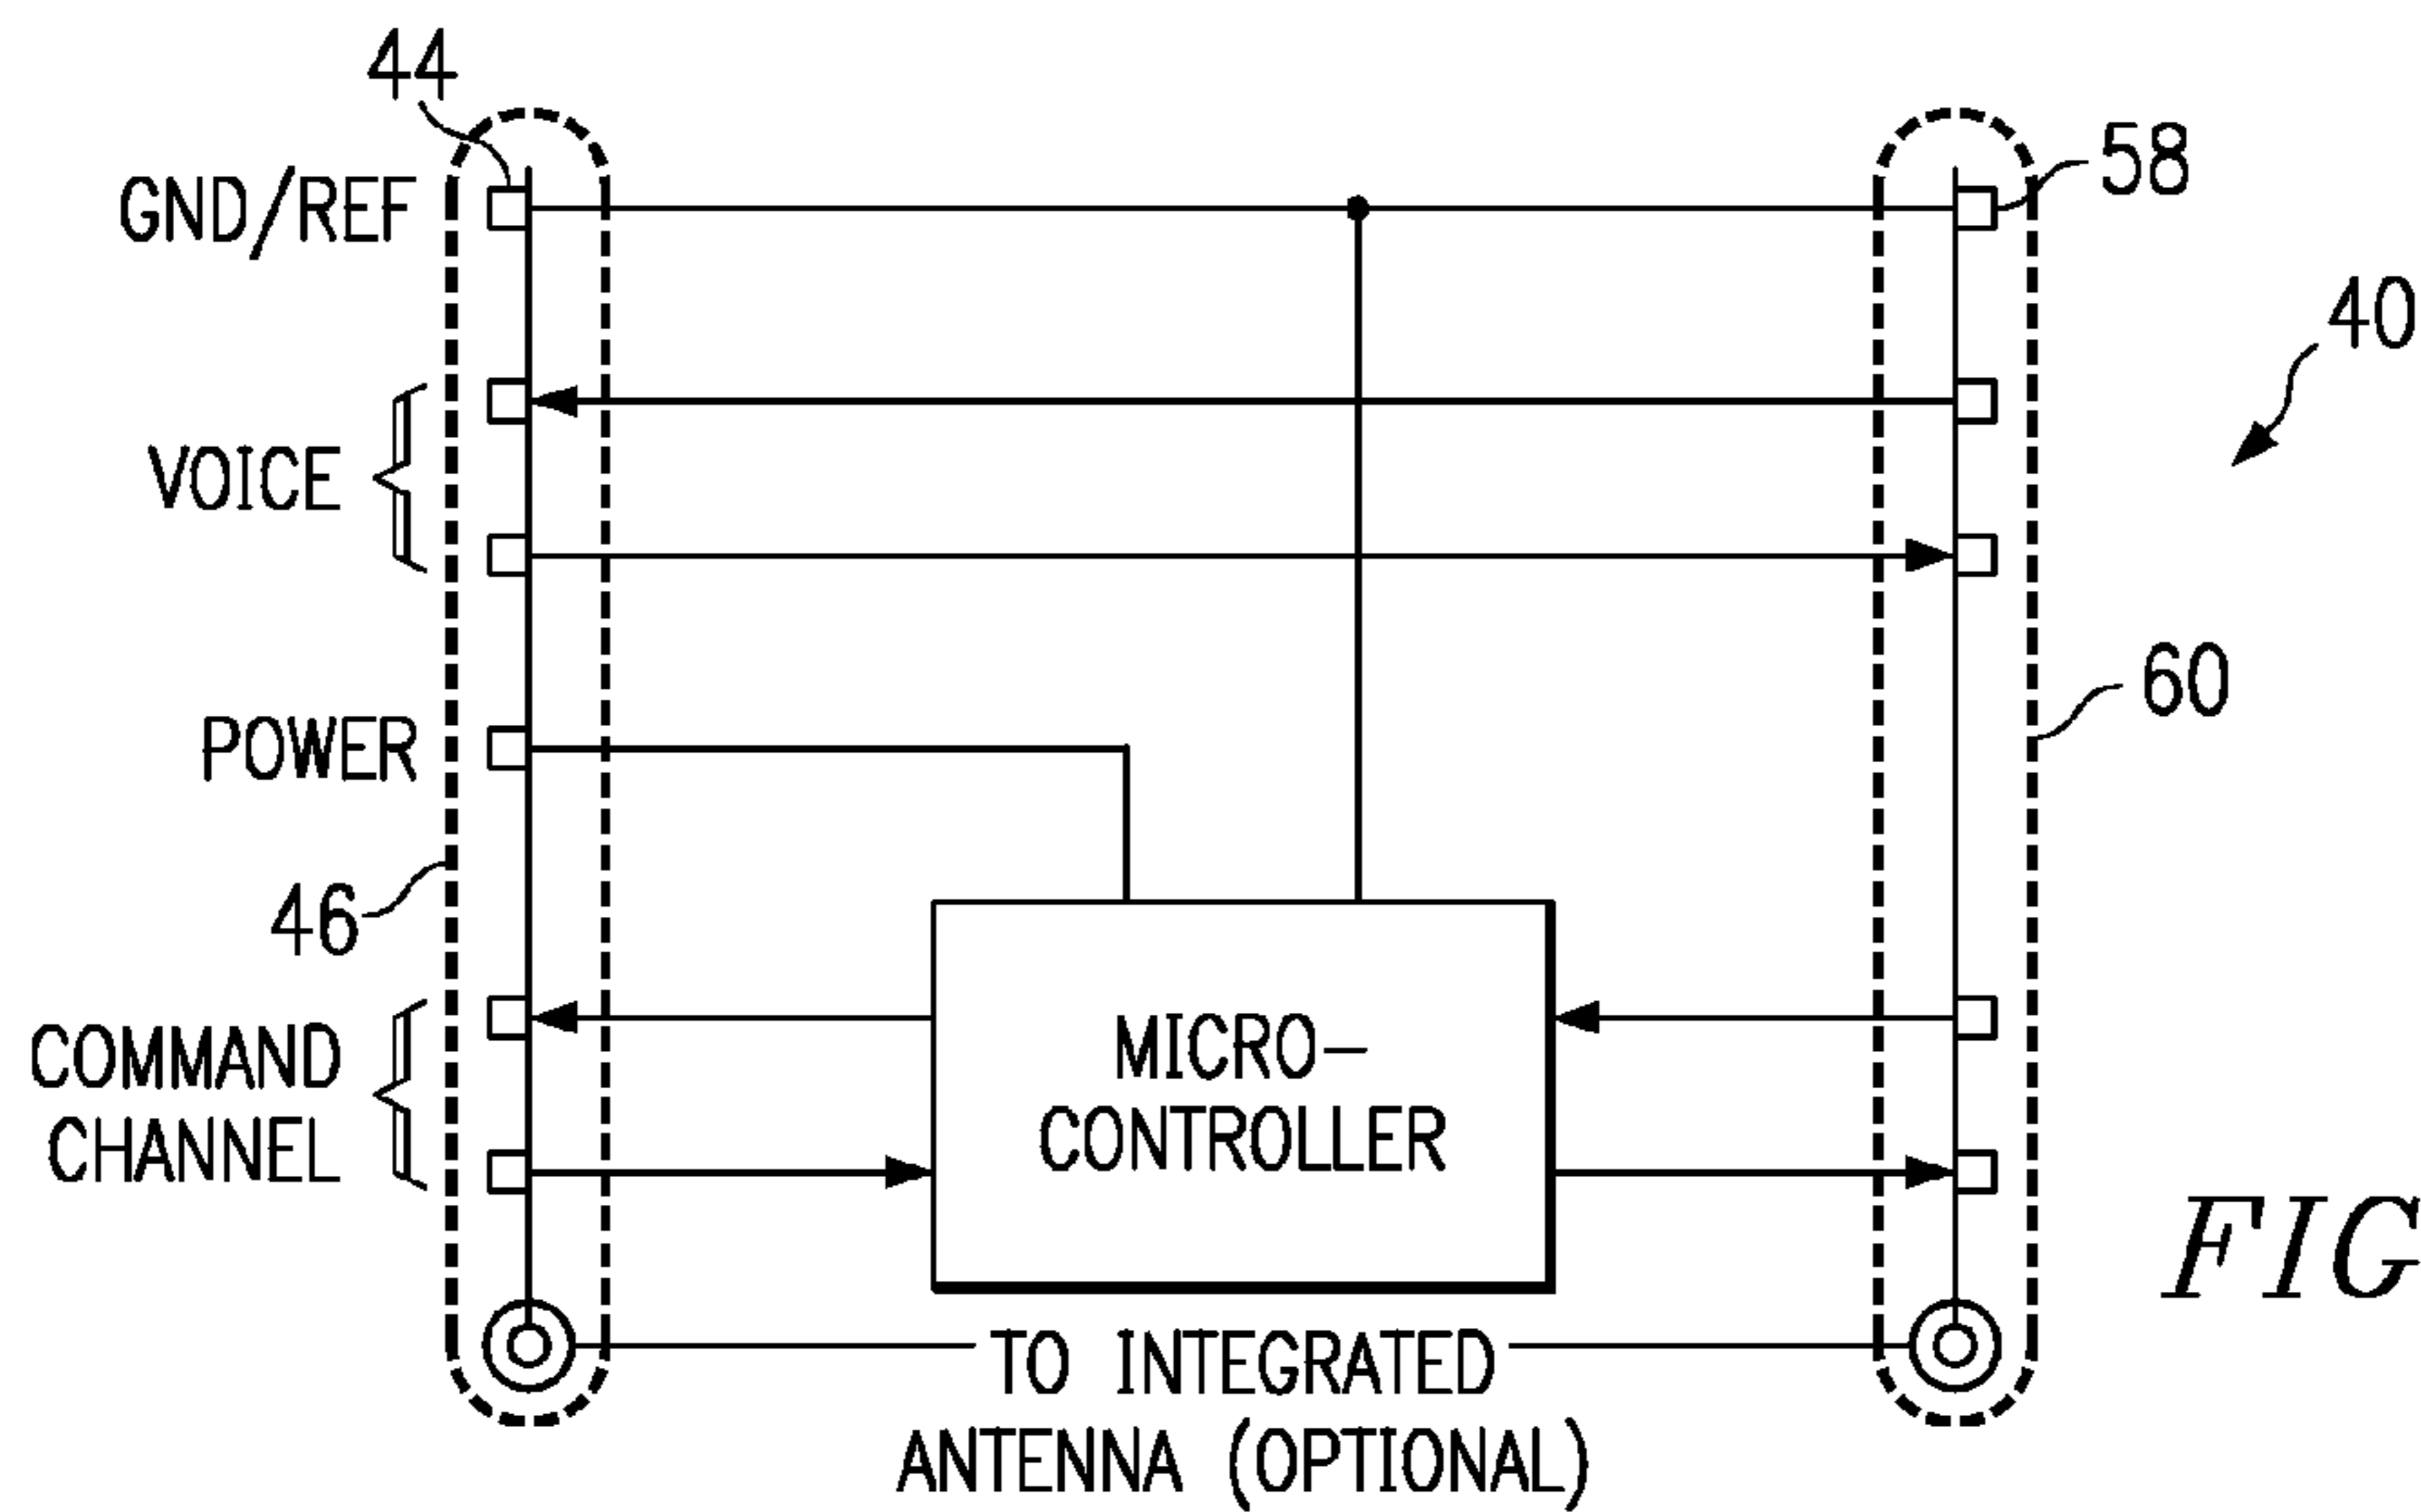 44
GND/REF
58
40
VOICE
60
POWER
46
MICRO–
CONTROLLER
COMMAND
CHANNEL
FIG
TO INTEGRATED
ANTENNA (OPTIONAL)